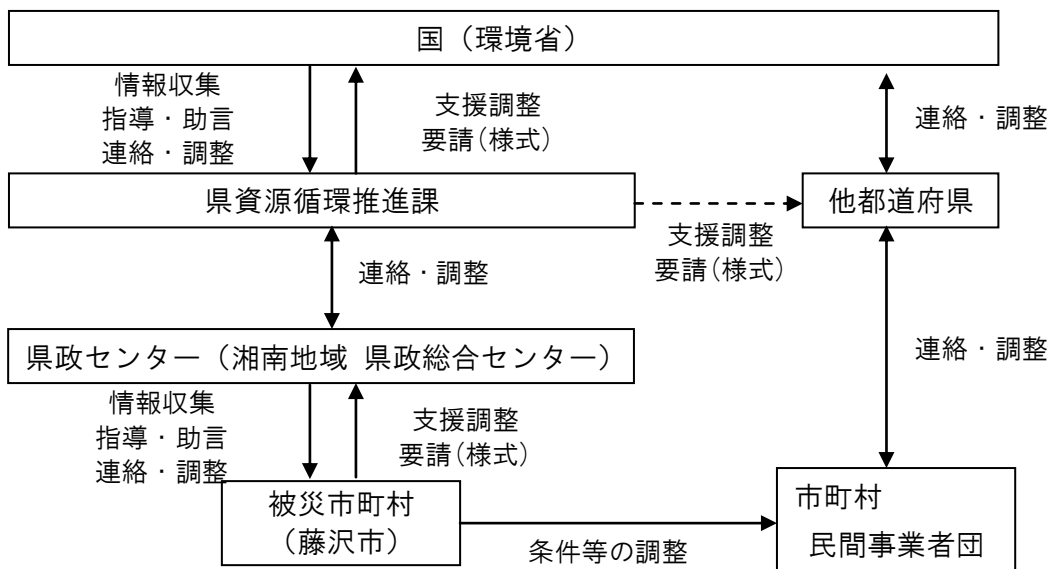 国（環境省）
情報収集
指導・助言
連絡・調整
支援調整
要請(様式)
連絡・調整
県資源循環推進課
他都道府県
支援調整
要請(様式)
連絡・調整
県政センター（湘南地域 県政総合センター）
連絡・調整
情報収集
指導・助言
連絡・調整
支援調整
要請(様式)
被災市町村
（藤沢市）
条件等の調整
市町村
民間事業者団